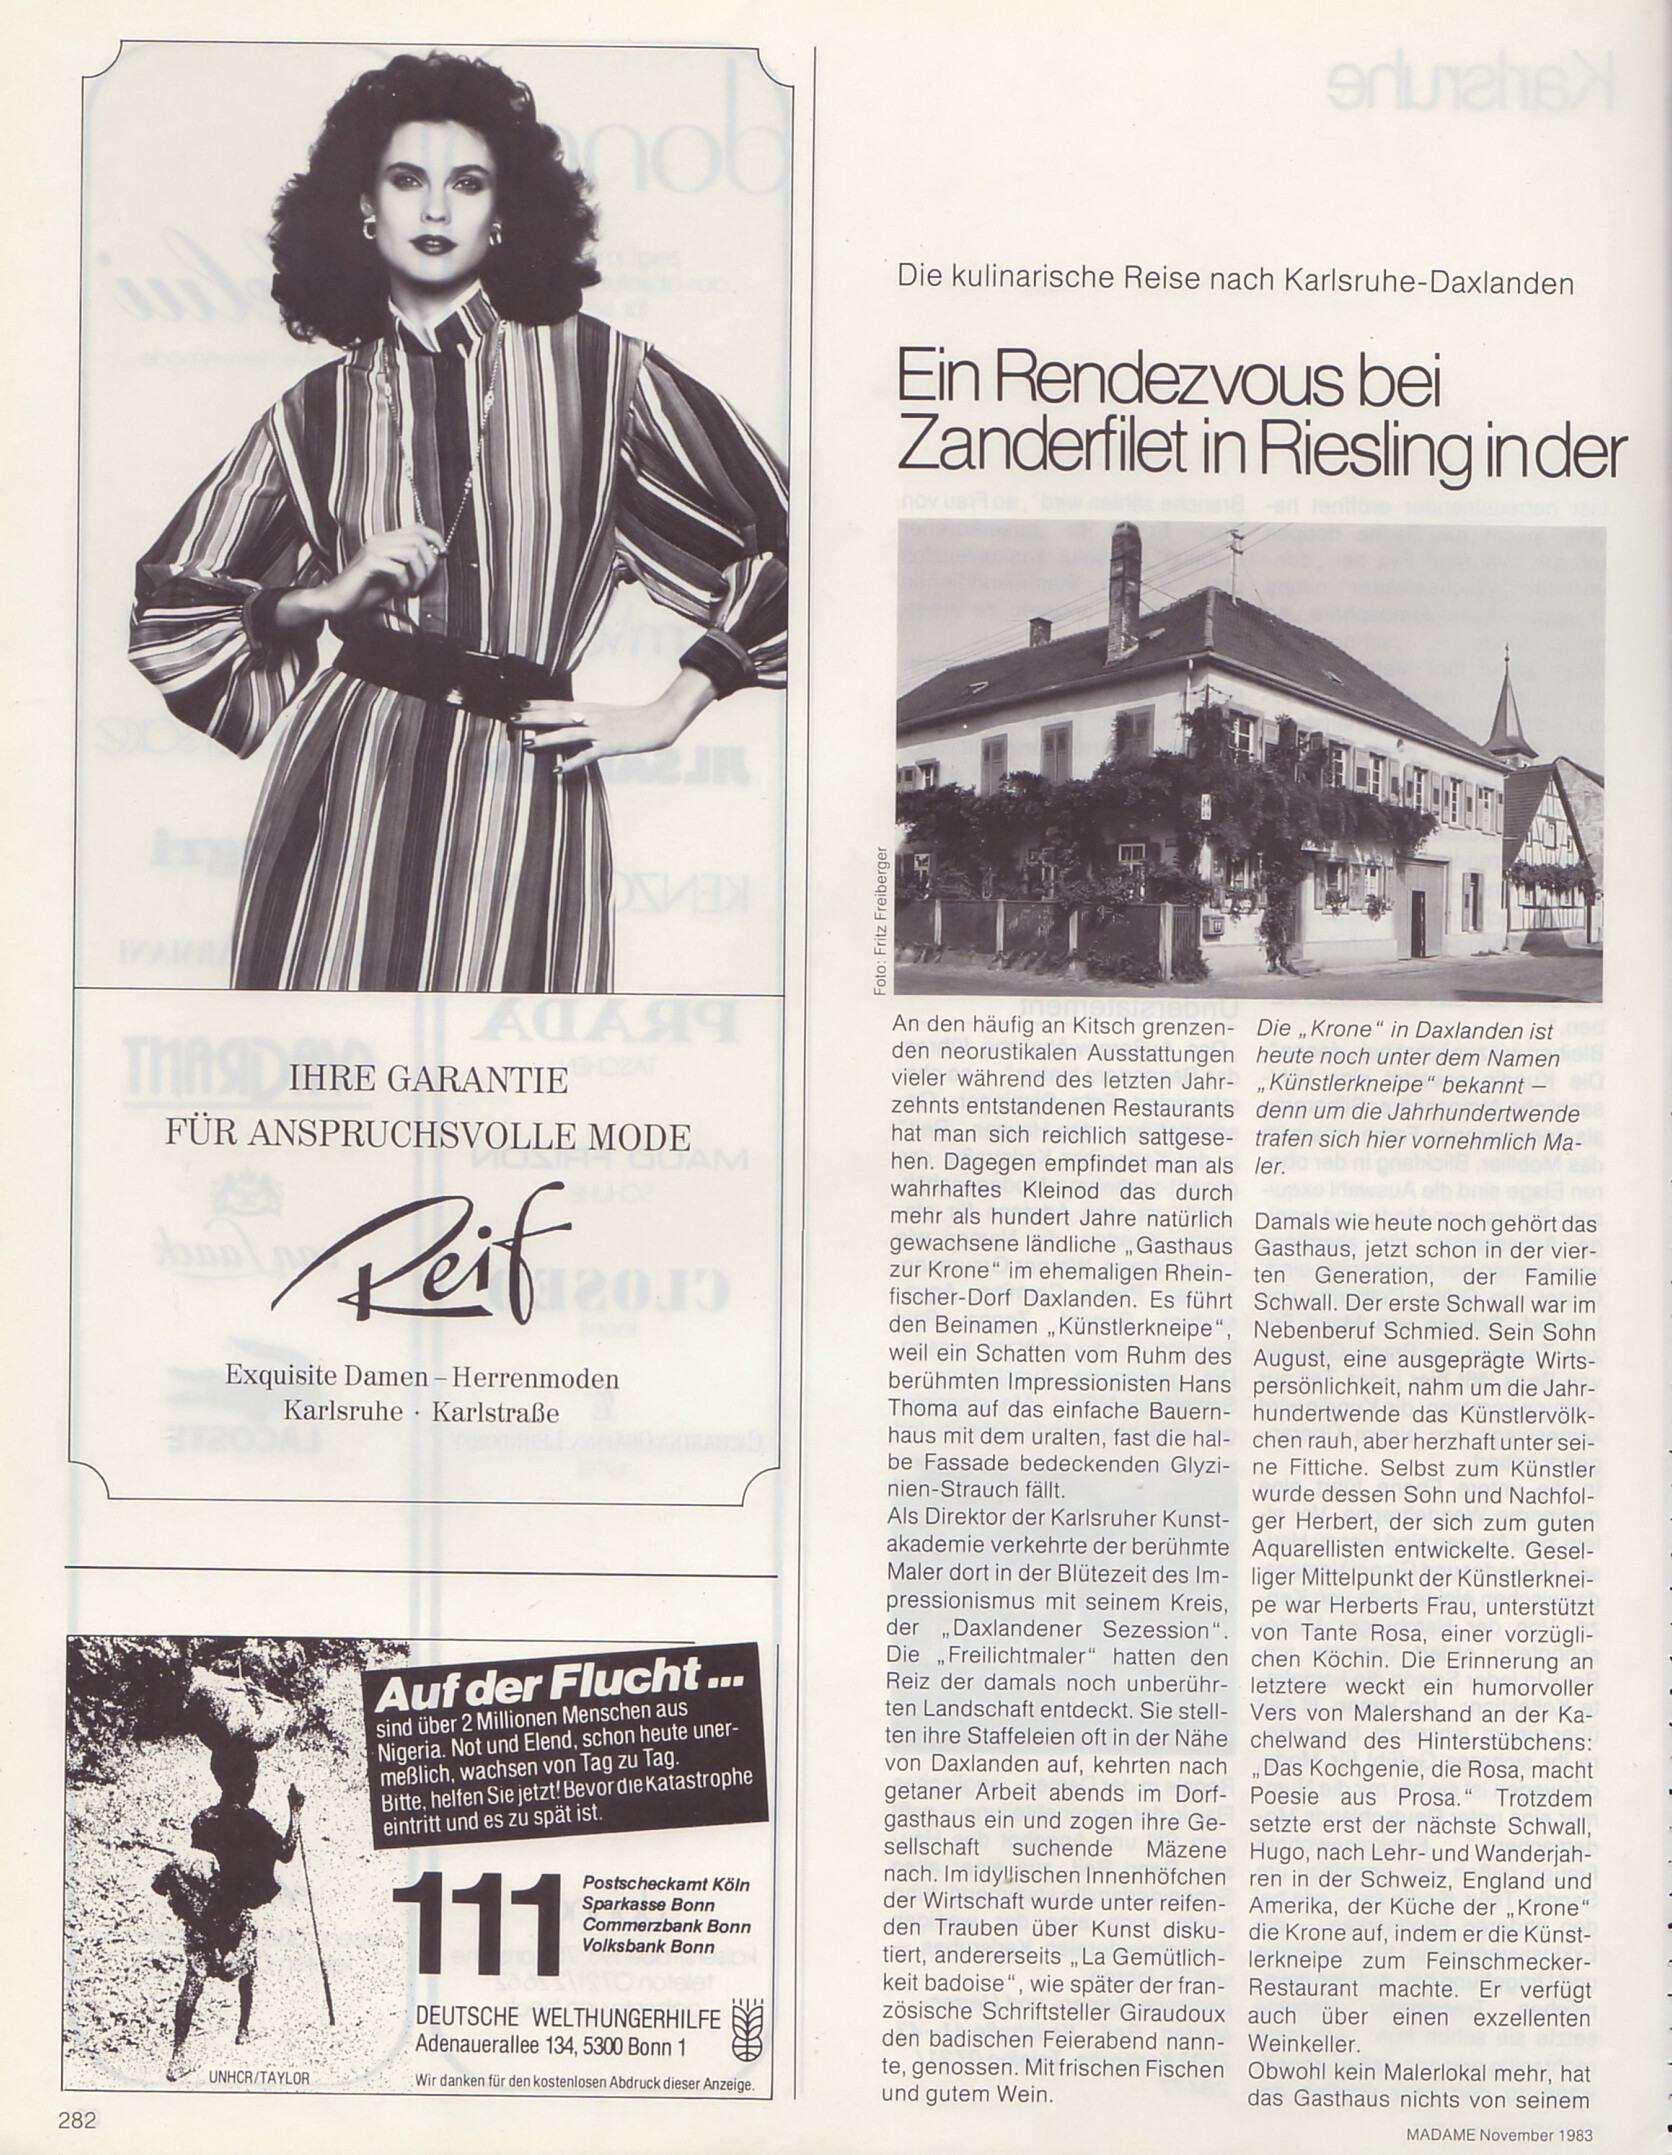 IHRE GARANTIE
FÜR ANSPRUCHSVOLLE MODE
Reif
Exquisite Damen – Herrenmoden
Karlsruhe · Karlstraße
Auf der Flucht ...
sind über 2 Millionen Menschen aus
Nigeria. Not und Elend, schon heute uner-
meßlich, wachsen von Tag zu Tag.
Bitte, helfen Sie jetzt! Bevor die Katastrophe
eintritt und es zu spät ist.
111
Postscheckamt Köln
Sparkasse Bonn
Commerzbank Bonn
Volksbank Bonn
DEUTSCHE WELTHUNGERHILFE
Adenauerallee 134, 5300 Bonn 1
UNHCR/TAYLOR
Wir danken für den kostenlosen Abdruck dieser Anzeige.
282
Karlsruhe
Die kulinarische Reise nach Karlsruhe-Daxlanden
Ein Rendezvous bei
Zanderfilet in Riesling in der
Foto: Fritz Freiberger
An den häufig an Kitsch grenzen-
den neorustikalen Ausstattungen
vieler während des letzten Jahr-
zehnts entstandenen Restaurants
hat man sich reichlich sattgese-
hen. Dagegen empfindet man als
wahrhaftes Kleinod das durch
mehr als hundert Jahre natürlich
gewachsene ländliche „Gasthaus
zur Krone“ im ehemaligen Rhein-
fischer-Dorf Daxlanden. Es führt
den Beinamen „Künstlerkneipe“,
weil ein Schatten vom Ruhm des
berühmten Impressionisten Hans
Thoma auf das einfache Bauern-
haus mit dem uralten, fast die hal-
be Fassade bedeckenden Glyzi-
nien-Strauch fällt.
Als Direktor der Karlsruher Kunst-
akademie verkehrte der berühmte
Maler dort in der Blütezeit des Im-
pressionismus mit seinem Kreis,
der „Daxlandener Sezession“.
Die „Freilichtmaler“ hatten den
Reiz der damals noch unberühr-
ten Landschaft entdeckt. Sie stell-
ten ihre Staffeleien oft in der Nähe
von Daxlanden auf, kehrten nach
getaner Arbeit abends im Dorf-
gasthaus ein und zogen ihre Ge-
sellschaft suchende Mäzene
nach. Im idyllischen Innenhöfchen
der Wirtschaft wurde unter reifen-
den Trauben über Kunst disku-
tiert, andererseits „La Gemütlich-
keit badoise“, wie später der fran-
zösische Schriftsteller Giraudoux
den badischen Feierabend nann-
te, genossen. Mit frischen Fischen
und gutem Wein.
Die „Krone“ in Daxlanden ist
heute noch unter dem Namen
„Künstlerkneipe“ bekannt –
denn um die Jahrhundertwende
trafen sich hier vornehmlich Ma-
ler.
Damals wie heute noch gehört das
Gasthaus, jetzt schon in der vier-
ten Generation, der Familie
Schwall. Der erste Schwall war im
Nebenberuf Schmied. Sein Sohn
August, eine ausgeprägte Wirts-
persönlichkeit, nahm um die Jahr-
hundertwende das Künstlervölk-
chen rauh, aber herzhaft unter sei-
ne Fittiche. Selbst zum Künstler
wurde dessen Sohn und Nachfol-
ger Herbert, der sich zum guten
Aquarellisten entwickelte. Gesel-
liger Mittelpunkt der Künstlerknei-
pe war Herberts Frau, unterstützt
von Tante Rosa, einer vorzügli-
chen Köchin. Die Erinnerung an
letztere weckt ein humorvoller
Vers von Malershand an der Ka-
chelwand des Hinterstübchens:
„Das Kochgenie, die Rosa, macht
Poesie aus Prosa.“ Trotzdem
setzte erst der nächste Schwall,
Hugo, nach Lehr- und Wanderjah-
ren in der Schweiz, England und
Amerika, der Küche der „Krone“
die Krone auf, indem er die Künst-
lerkneipe zum Feinschmecker-
Restaurant machte. Er verfügt
auch über einen exzellenten
Weinkeller.
Obwohl kein Malerlokal mehr, hat
das Gasthaus nichts von seinem
MADAME November 1983